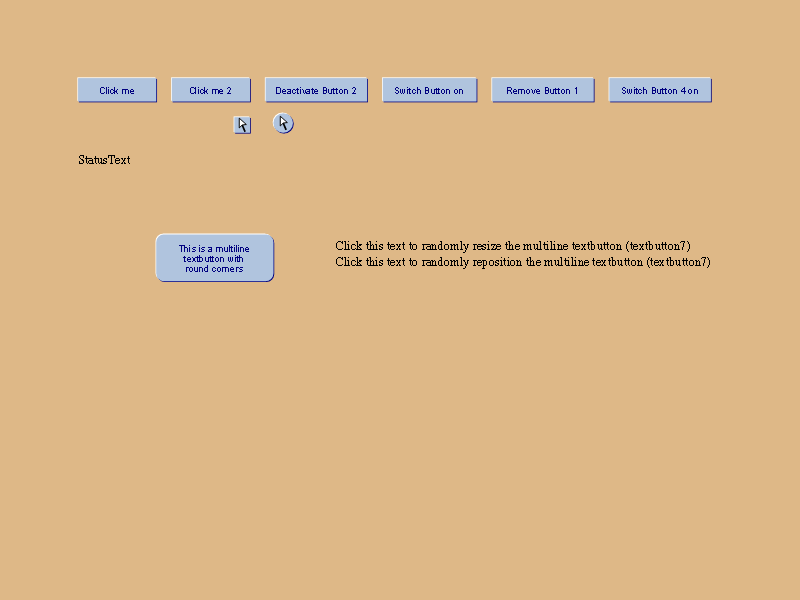 Click me
Click me 2
Deactivate Button 2
Switch Button on
Remove Button 1
Switch Button 4 on
StatusText
This is a multiline
textbutton with
round corners
Click this text to randomly resize the multiline textbutton (textbutton7)
Click this text to randomly reposition the multiline textbutton (textbutton7)